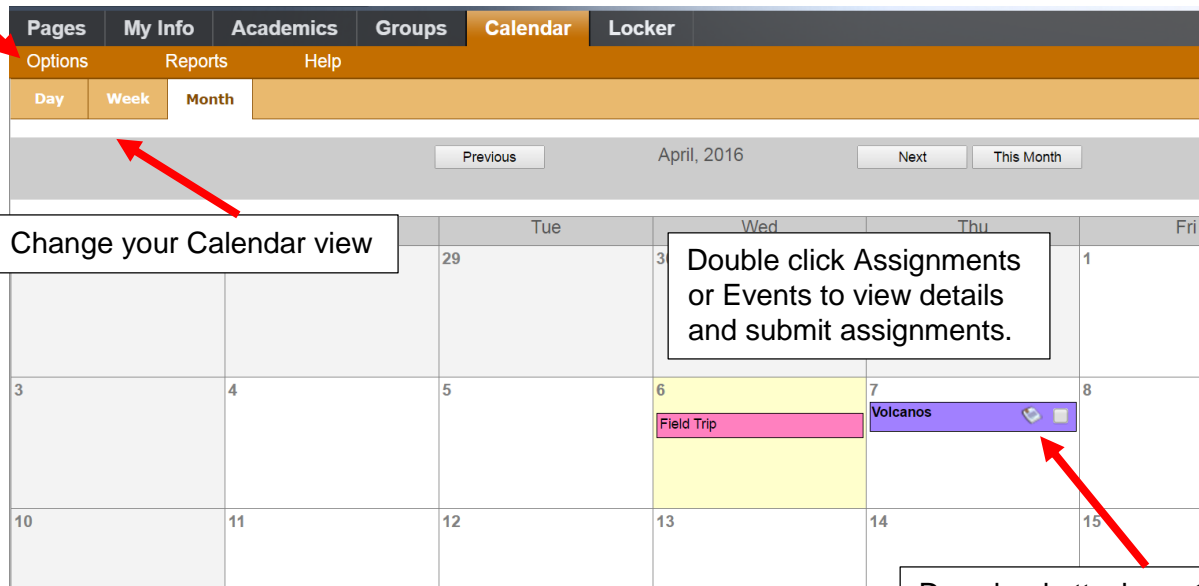 Pages My Info Academics Groups Calendar Locker
Options Reports Help
Day Week Month
Previous April, 2016 Next This Month
Change your Calendar view
Tue Wed Thu Fri
Double click Assignments
or Events to view details
and submit assignments.
29 1
3 4 5 6 7 8
Field Trip Volcanos
10 11 12 13 14 15